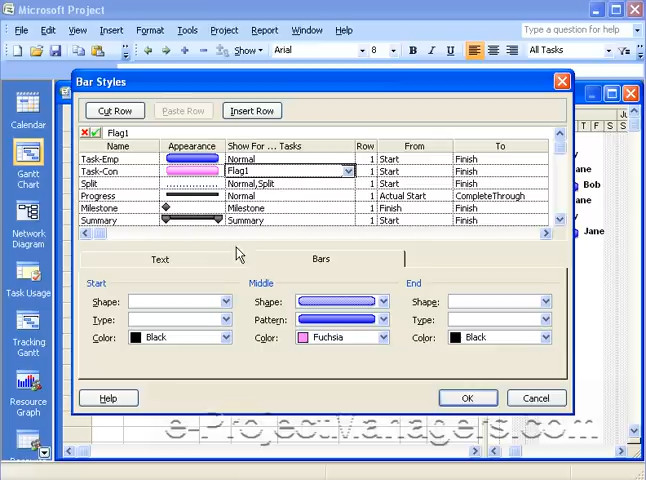 Microsoft Project
File Edit View Insert Format Tools Project Report Window Help Type a question for help
Show Arial 8 B I U All Tasks
Bar Styles
Cut Row Paste Row Insert Row
Flag1
Name Appearance Show For ... Tasks Row From To
Task-Emp Normal 1 Start Finish
Task-Con Flag1 1 Start Finish
Split Normal,Split 1 Start Finish
Progress Normal 1 Actual Start CompleteThrough
Milestone Milestone 1 Finish Finish
Summary Summary 1 Start Finish
Text Bars
Start Middle End
Shape: Shape: Shape:
Type: Pattern: Type:
Color: Black Color: Fuchsia Color: Black
Help OK Cancel
Calendar
Gantt
Chart
Network
Diagram
Task Usage
Tracking
Gantt
Resource
Graph
T F S
Bob
Jane
e-ProjectManagers.com